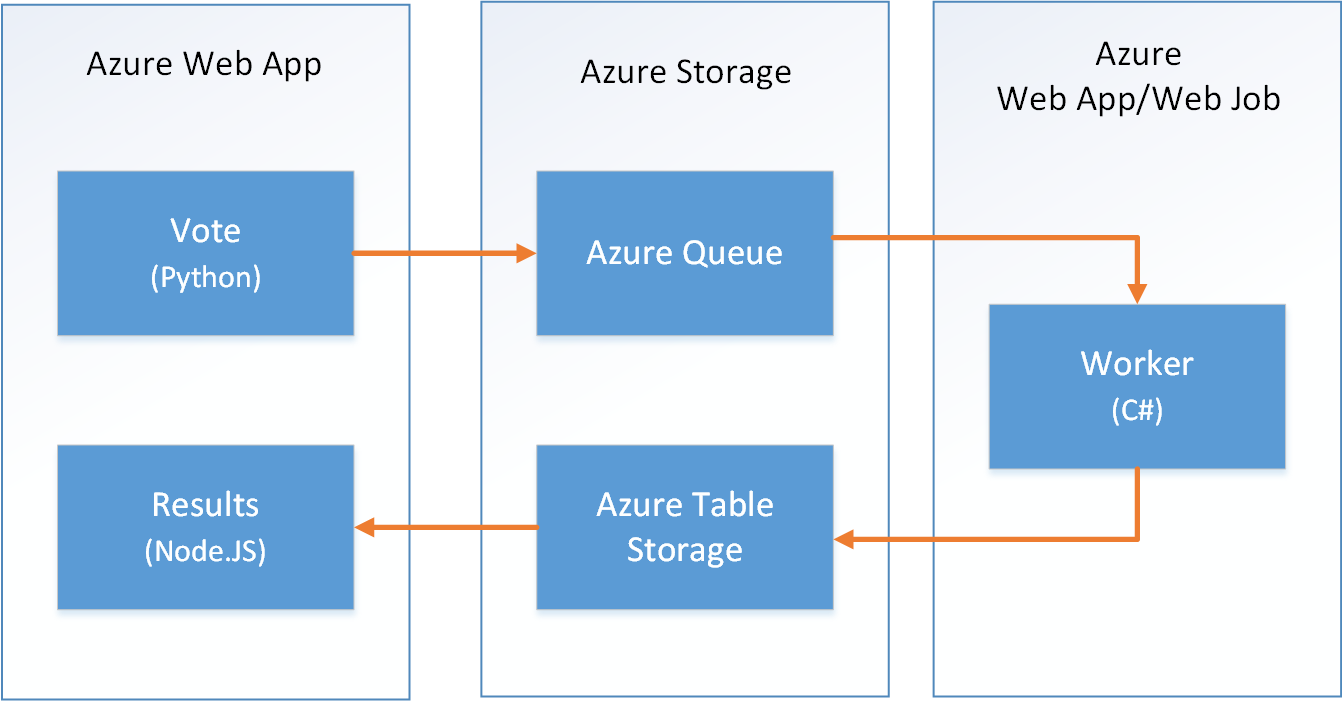 Azure Web App
Vote
(Python)
Results
(Node.JS)
Azure Storage
Azure Queue
Azure Table
Storage
Azure
Web App/Web Job
Worker
(C#)